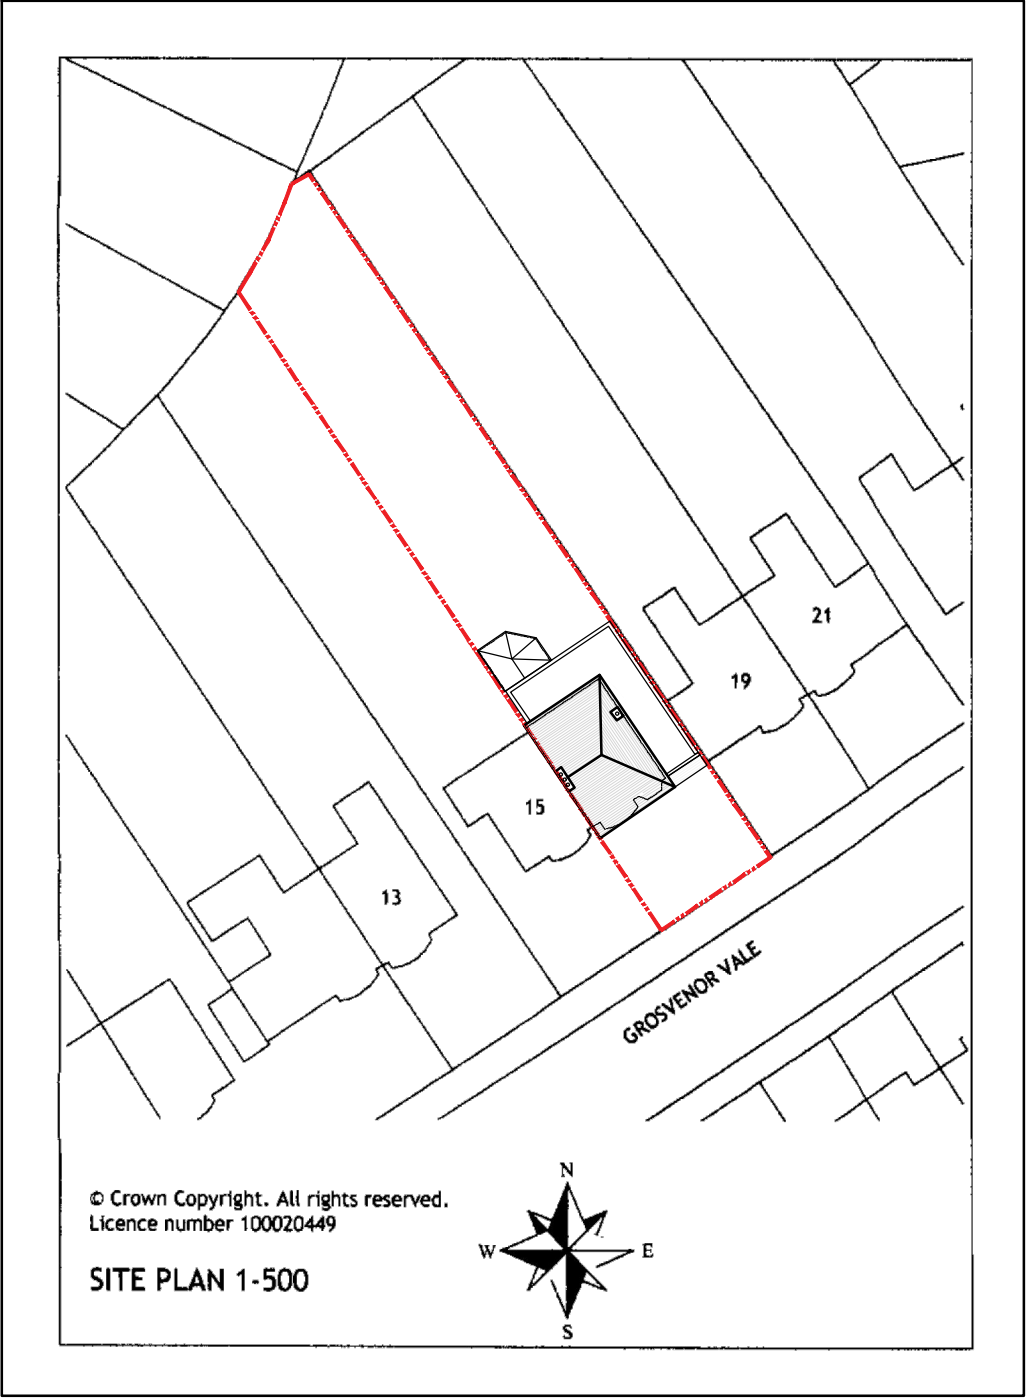 21
19
15
13
GROSVENOR VALE
© Crown Copyright. All rights reserved.
Licence number 100020449
SITE PLAN 1-500
N
W E
S